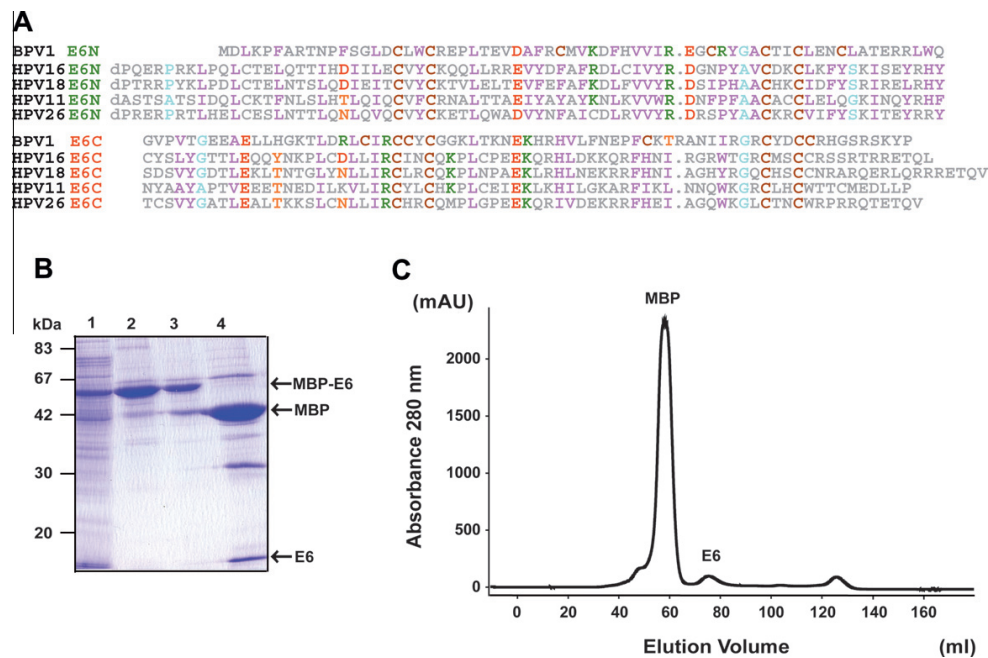 A
BPV1 E6N MDLKPFARTNPFSGLDCLWCREPLTEVDAFRCMVKDFHVVIR.EGCRYGACTICLENCLATERRLWQ
HPV16 E6N dPQERPRKLPQLCTELQTTIHDIILECVYCKQQLLRREVYDFAFRDLCIVYR.DGNPYAVCDKCLKFYSKISEYRHY
HPV18 E6N dPTRRPYKLPDLCTELNTSLQDIEITCVYCKTVLELTEVFEFAFKDLFVVYR.DSIPHAACHKCIDFYSRIRELRHY
HPV11 E6N dASTSATSIDQLCKTFNLSLHTLQIQCVFCRNALTTAEIYAYAYKNLKVVWR.DNFPFAACACCLELQGKINQYRHF
HPV26 E6N dPRERPRTLHELCESLNTTLQNLQVQCVYCKETLQWADVYNFAICDLRVVYR.DRSPYAACKRCVIFYSKITEYRRY
BPV1 E6C GVPVTGEEAELLHGKTLDRLCIRCCYCGGKLTKNEKHRHVLFNEPFCKTRANIIRGRCYDCCRHGSRSKYP
HPV16 E6C CYSLYGTTLEQQYNKPLCDLLIRCINCQKPLCPEEKQRHLDKKQRFHNI.RGRWTGRCMSCCRSSRTRRETQL
HPV18 E6C SDSVYGDTLEKLTNTGLYNLLIRCLRCQKPLNPAEKLRHLNEKRRFHNI.AGHYRGQCHSCCNRARQERLQRRRETQV
HPV11 E6C NYAAYAPTVEEETNEDILKVLIRCYLCHKPLCEIEKLKHILGKARFIKL.NNQWKGRCLHCWTTCMEDLLP
HPV26 E6C TCSVYGATLEALTKKSLCNLLIRCHRCQMPLGPEEKQRIVDEKRRFHEI.AGQWKGLCTNCWRPRRQTETQV
B
kDa 1 2 3 4
83
67
MBP-E6
MBP
42
30
20
E6
C
(mAU)
MBP
2000
1500
1000
500
0
Absorbance 280 nm
E6
0 20 40 60 80 100 120 140 160
Elution Volume (ml)